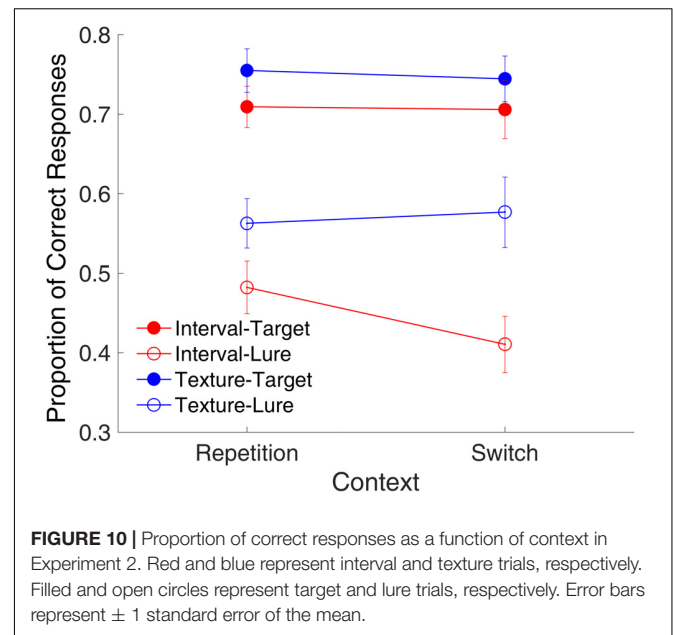 0.8
0.7
0.6
0.5
0.4
0.3
Proportion of Correct Responses
Interval-Target
Interval-Lure
Texture-Target
Texture-Lure
Repetition
Switch
Context
FIGURE 10 | Proportion of correct responses as a function of context in
Experiment 2. Red and blue represent interval and texture trials, respectively.
Filled and open circles represent target and lure trials, respectively. Error bars
represent ± 1 standard error of the mean.